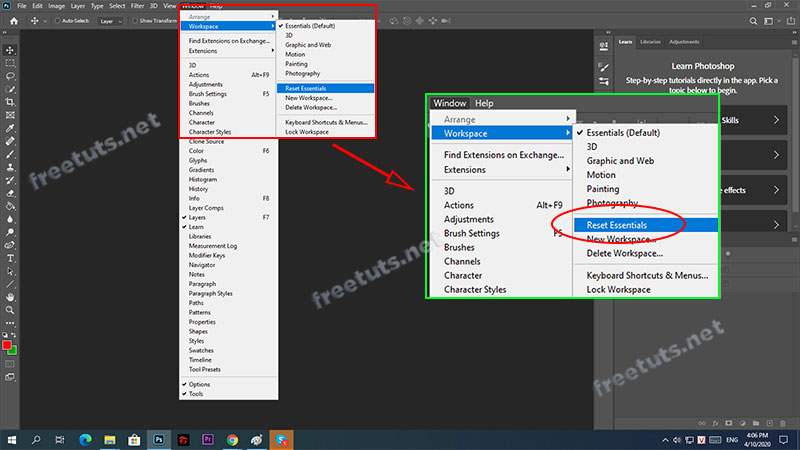 File Edit Image Layer Type Select Filter 3D View Window Help
Auto-Select: Layer Show Transform
Arrange
Workspace
Find Extensions on Exchange...
Extensions
3D
Actions Alt+F9
Adjustments
Brush Settings F5
Brushes
Channels
Character
Character Styles
Clone Source
Color F6
Glyphs
Gradients
Histogram
History
Info F8
Layer Comps
Layers F7
Learn
Libraries
Measurement Log
Modifier Keys
Navigator
Notes
Paragraph
Paragraph Styles
Paths
Patterns
Properties
Shapes
Styles
Swatches
Timeline
Tool Presets
Options
Tools
Essentials (Default)
3D
Graphic and Web
Motion
Painting
Photography
Reset Essentials
New Workspace...
Delete Workspace...
Keyboard Shortcuts & Menus...
Lock Workspace
Window Help
Arrange
Workspace
Find Extensions on Exchange...
Extensions
3D
Actions Alt+F9
Adjustments
Brush Settings F5
Brushes
Channels
Character
Character Styles
Essentials (Default)
3D
Graphic and Web
Motion
Painting
Photography
Reset Essentials
New Workspace...
Delete Workspace...
Keyboard Shortcuts & Menus...
Lock Workspace
Learn Libraries Adjustments
Learn Photoshop
Step-by-step tutorials directly in the app. Pick a
topic below to begin.
Skills
effects
freetuts.net
freetuts.net
freetuts.net
ENG
4:06 PM
4/10/2020